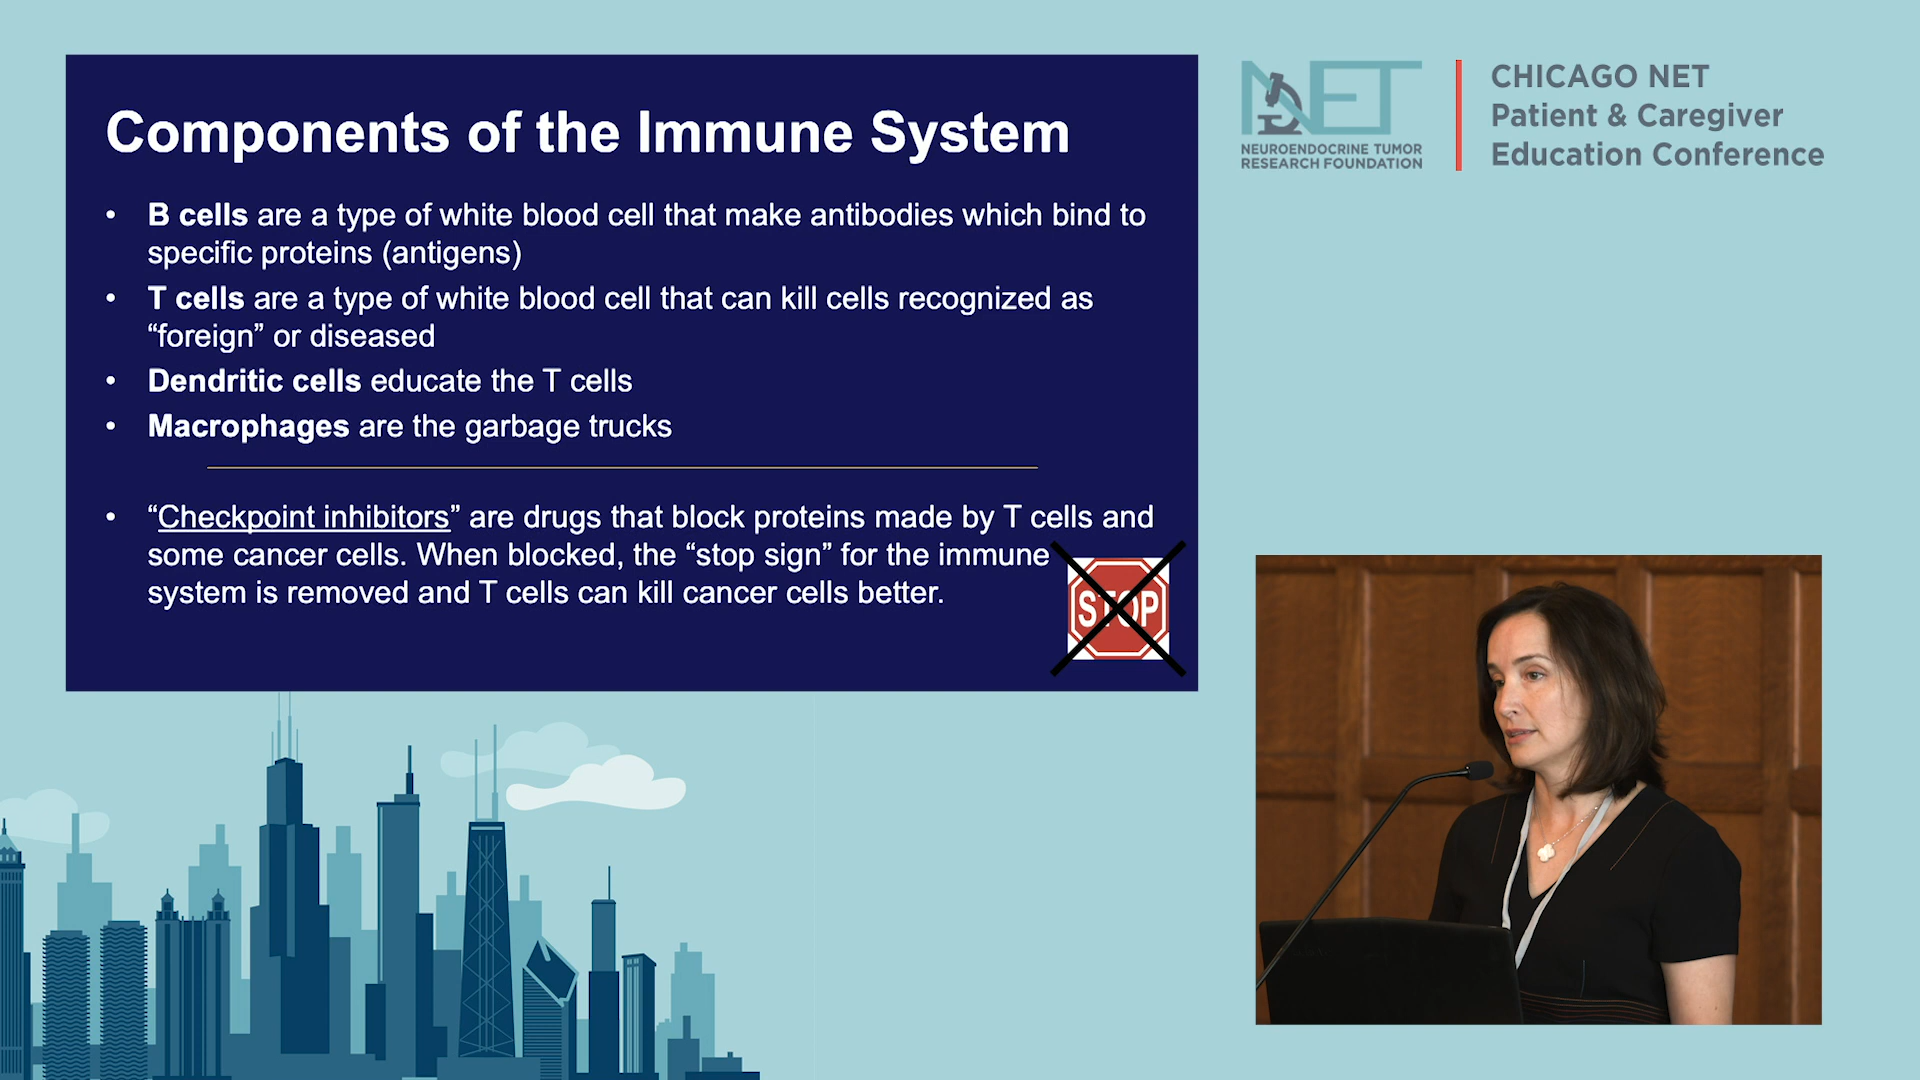 Components of the Immune System
• B cells are a type of white blood cell that make antibodies which bind to
specific proteins (antigens)
• T cells are a type of white blood cell that can kill cells recognized as
“foreign” or diseased
• Dendritic cells educate the T cells
• Macrophages are the garbage trucks
• “Checkpoint inhibitors” are drugs that block proteins made by T cells and
some cancer cells. When blocked, the “stop sign” for the immune
system is removed and T cells can kill cancer cells better.
STOP
NET
NEUROENDOCRINE TUMOR
RESEARCH FOUNDATION
CHICAGO NET
Patient & Caregiver
Education Conference